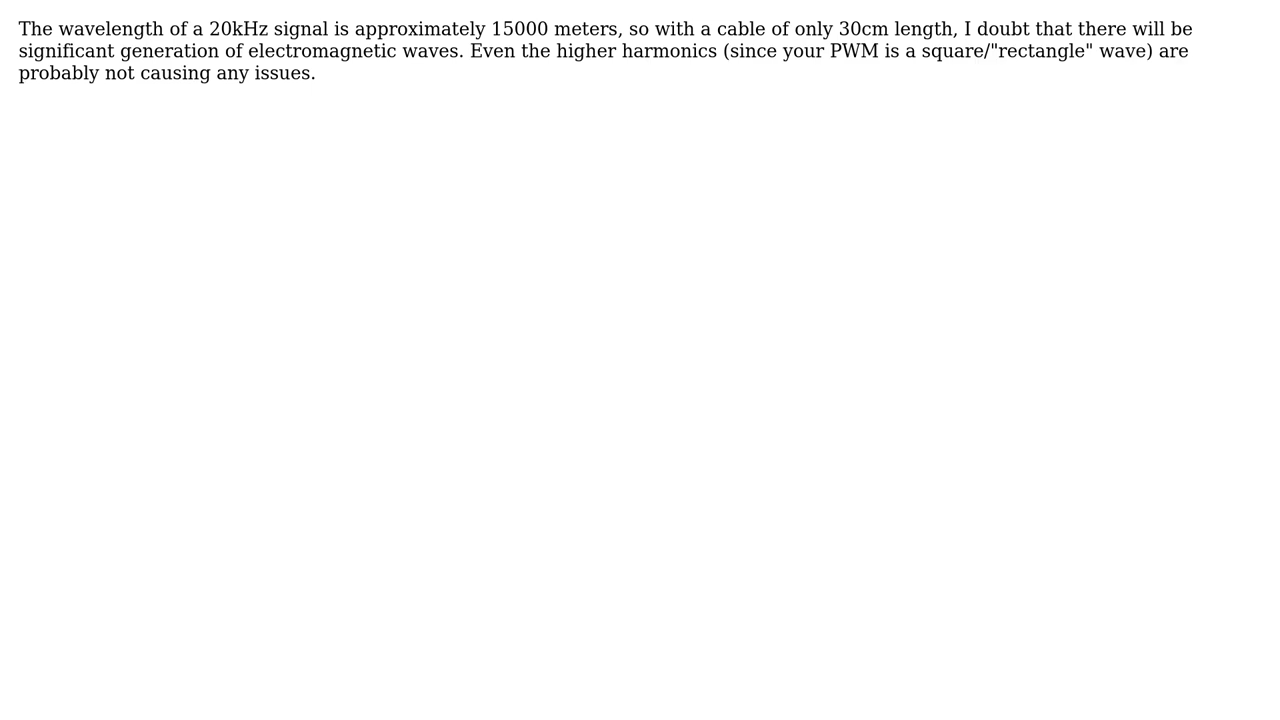 The wavelength of a 20kHz signal is approximately 15000 meters, so with a cable of only 30cm length, I doubt that there will be
significant generation of electromagnetic waves. Even the higher harmonics (since your PWM is a square/"rectangle" wave) are
probably not causing any issues.